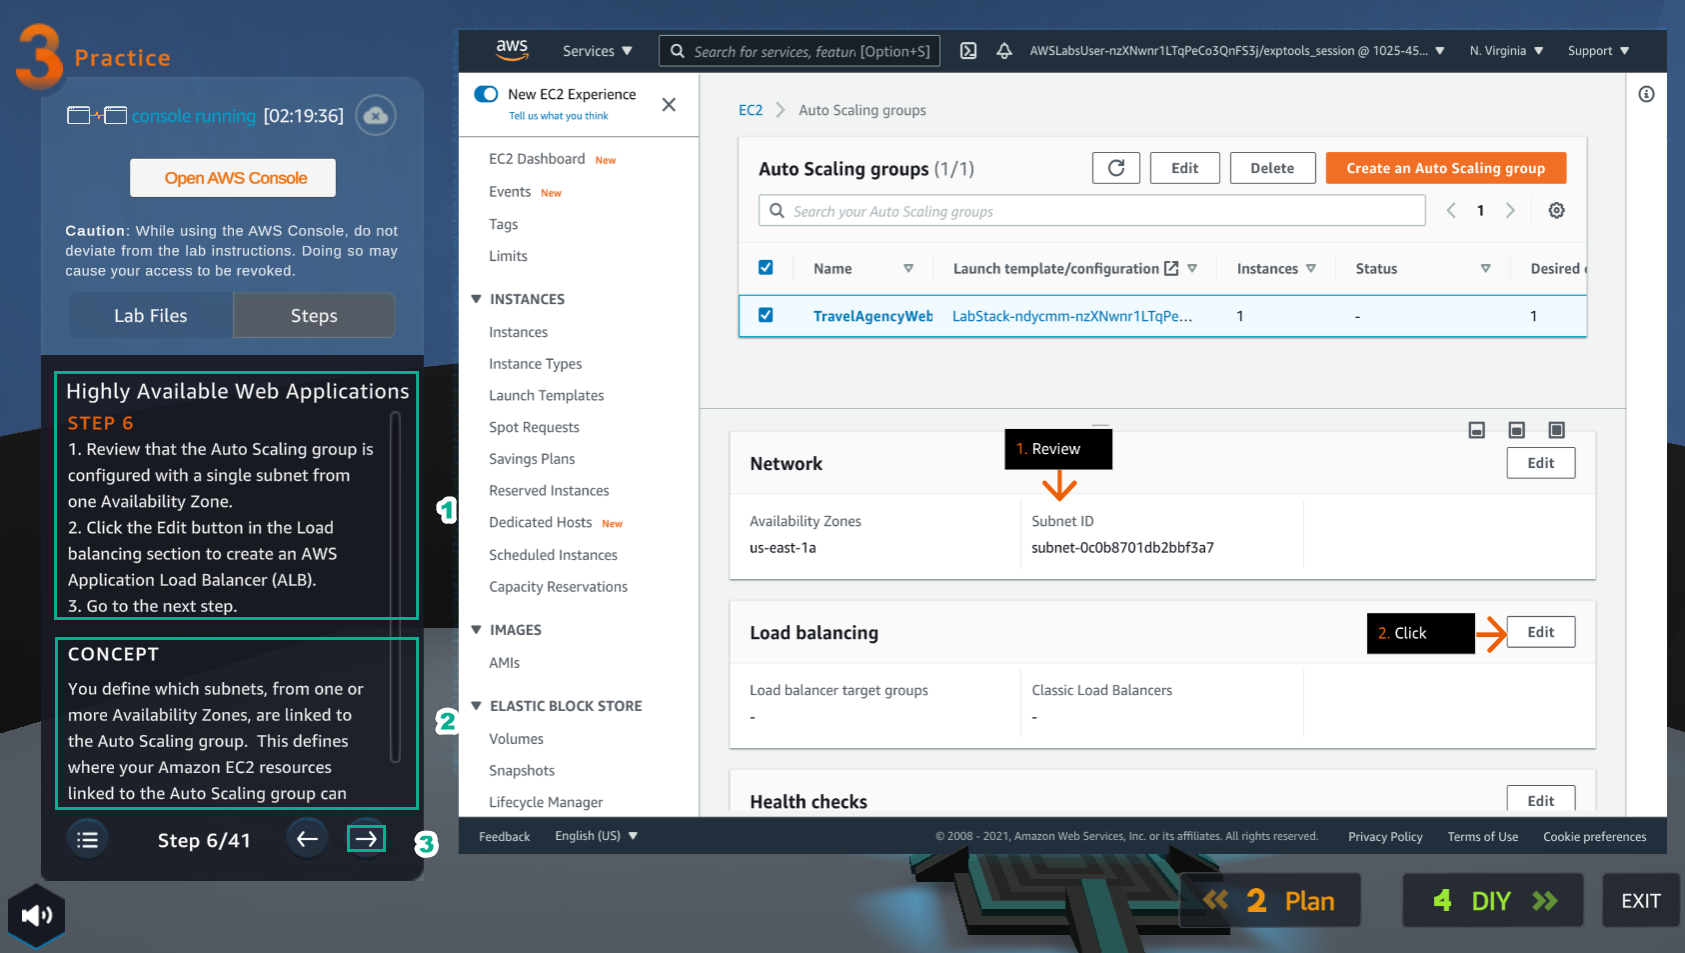 3 Practice
console running [02:19:36]
Open AWS Console
Caution: While using the AWS Console, do not
deviate from the lab instructions. Doing so may
cause your access to be revoked.
Lab Files
Steps
Highly Available Web Applications
STEP 6
1. Review that the Auto Scaling group is
configured with a single subnet from
one Availability Zone.
2. Click the Edit button in the Load
balancing section to create an AWS
Application Load Balancer (ALB).
3. Go to the next step.
1
CONCEPT
You define which subnets, from one or
more Availability Zones, are linked to
the Auto Scaling group. This defines
where your Amazon EC2 resources
linked to the Auto Scaling group can
2
Step 6/41
3
aws
Services
Search for services, featur [Option+S]
AWSLabsUser-nzXNwnr1LTqPeCo3QnFS3j/exptools_session @ 1025-45...
N. Virginia
Support
New EC2 Experience
Tell us what you think
EC2 Dashboard New
Events New
Tags
Limits
INSTANCES
Instances
Instance Types
Launch Templates
Spot Requests
Savings Plans
Reserved Instances
Dedicated Hosts New
Scheduled Instances
Capacity Reservations
IMAGES
AMIs
ELASTIC BLOCK STORE
Volumes
Snapshots
Lifecycle Manager
EC2 > Auto Scaling groups
Auto Scaling groups (1/1)
Edit
Delete
Create an Auto Scaling group
Search your Auto Scaling groups
1
Name
Launch template/configuration
Instances
Status
Desired
TravelAgencyWeb
LabStack-ndycmm-nzXNwnr1LTqPe...
1
-
1
1. Review
Network
Edit
Availability Zones
us-east-1a
Subnet ID
subnet-0c0b8701db2bbf3a7
Load balancing
2. Click
Edit
Load balancer target groups
-
Classic Load Balancers
-
Health checks
Edit
Feedback
English (US)
© 2008 - 2021, Amazon Web Services, Inc. or its affiliates. All rights reserved.
Privacy Policy
Terms of Use
Cookie preferences
2 Plan
4 DIY
EXIT